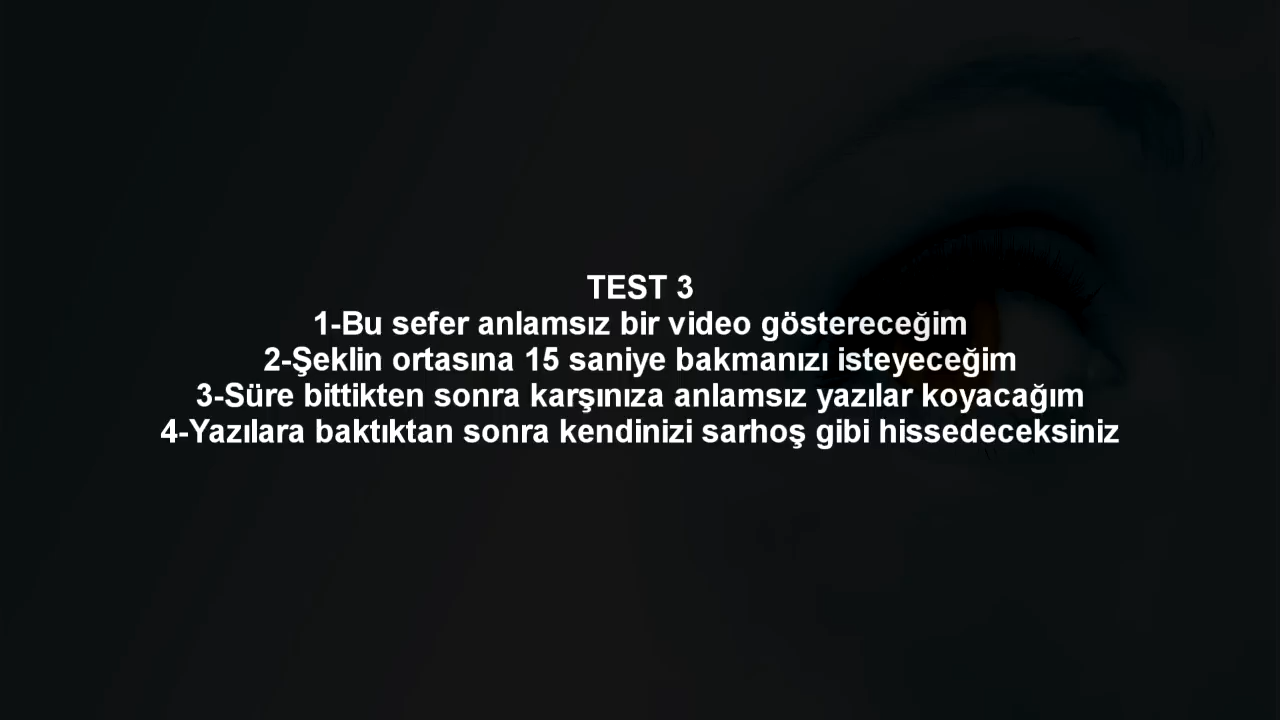 TEST 3
1-Bu sefer anlamsız bir video göstereceğim
2-Şeklin ortasına 15 saniye bakmanızı isteyeceğim
3-Süre bittikten sonra karşınıza anlamsız yazılar koyacağım
4-Yazılara baktıktan sonra kendinizi sarhoş gibi hissedeceksiniz